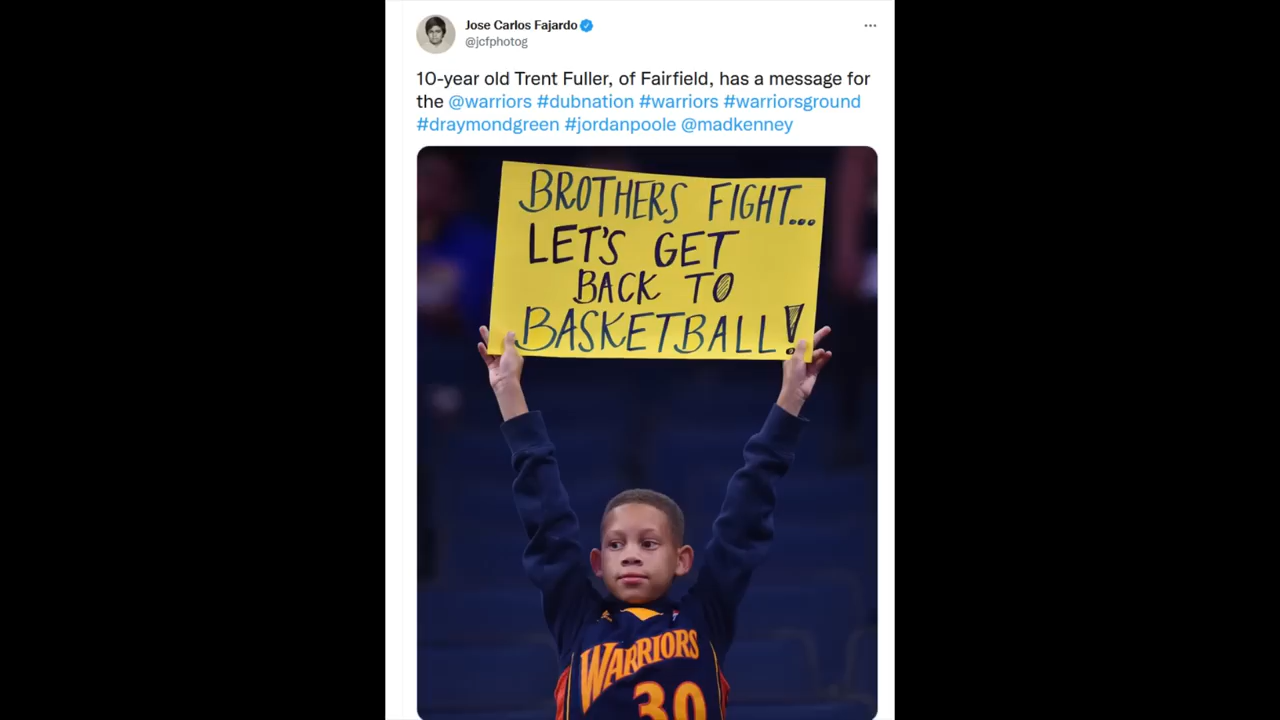 Jose Carlos Fajardo
@jcfphotog
10-year old Trent Fuller, of Fairfield, has a message for
the @warriors #dubnation #warriors #warriorsground
#draymondgreen #jordanpoole @madkenney
BROTHERS FIGHT...
LET'S GET
BACK TO
BASKETBALL!
WARRIORS
30